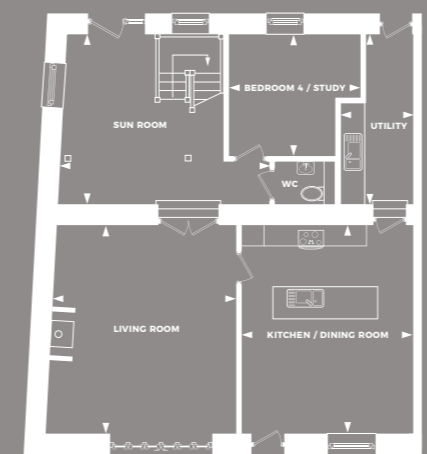 BEDROOM 4 / STUDY
SUN ROOM
UTILITY
WC
LIVING ROOM
KITCHEN / DINING ROOM